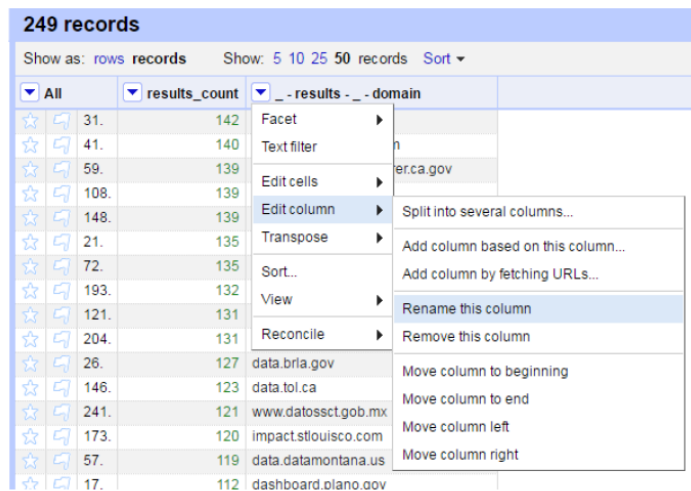 249 records
Show as: rows records Show: 5 10 25 50 records Sort
All results_count _ - results - _ - domain
31. 142
41. 140
59. 139 rer.ca.gov
108. 139
148. 139
21. 135
72. 135
193. 132
121. 131
204. 131
26. 127 data.brla.gov
146. 123 data.tol.ca
241. 121 www.datossct.gob.mx
173. 120 impact.stlouisco.com
57. 119 data.datamontana.us
17. 112 dashboard.plano.gov
Facet
Text filter
Edit cells
Edit column
Transpose
Sort...
View
Reconcile
Split into several columns...
Add column based on this column...
Add column by fetching URLs...
Rename this column
Remove this column
Move column to beginning
Move column to end
Move column left
Move column right